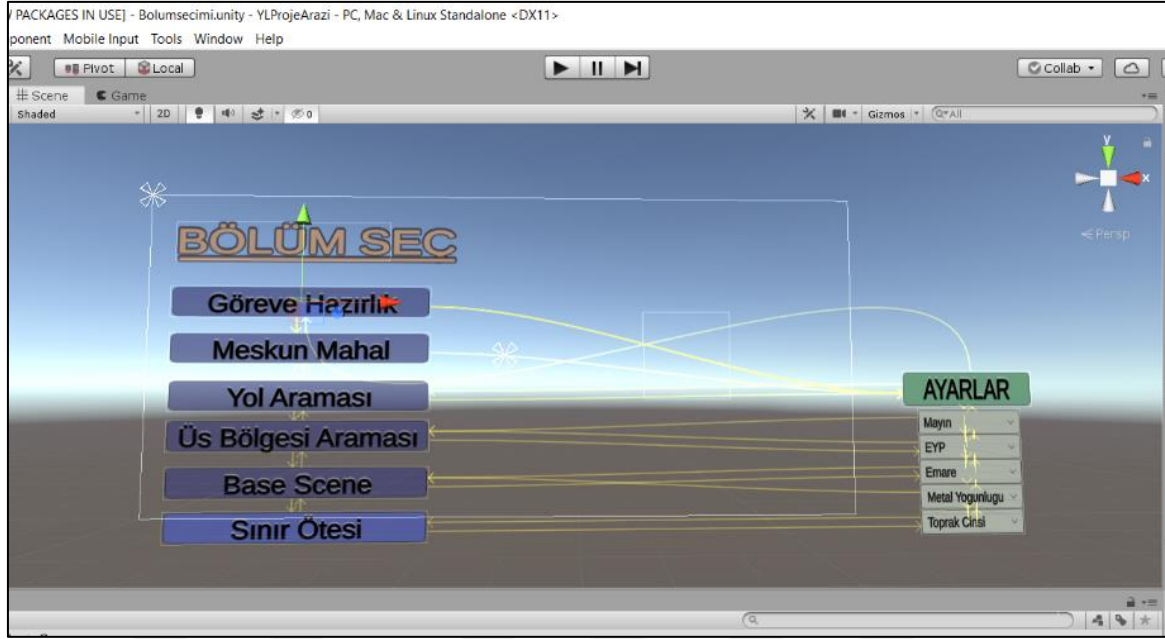 / PACKAGES IN USE] - Bolumsecimi.unity - YLProjeArazi - PC, Mac & Linux Standalone <DX11>
ponent Mobile Input Tools Window Help
Pivot Local Collab
Scene Game
Shaded 2D 0 Gizmos All
y
x
Persp
BÖLÜM SEÇ
Göreve Hazırlık
Meskun Mahal
Yol Araması
Üs Bölgesi Araması
Base Scene
Sınır Ötesi
AYARLAR
Mayın
EYP
Emare
Metal Yogunlugu
Toprak Cinsi